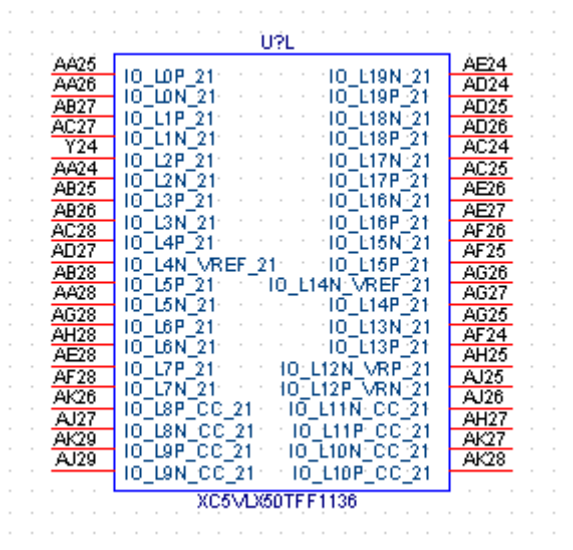 U?L
AA25 IO_L0P_21 IO_L19N_21 AE24
AA26 IO_L0N_21 IO_L19P_21 AD24
AB27 IO_L1P_21 IO_L18N_21 AD25
AC27 IO_L1N_21 IO_L18P_21 AD26
Y24 IO_L2P_21 IO_L17N_21 AC24
AA24 IO_L2N_21 IO_L17P_21 AC25
AB25 IO_L3P_21 IO_L16N_21 AE26
AB26 IO_L3N_21 IO_L16P_21 AE27
AC28 IO_L4P_21 IO_L15N_21 AF26
AD27 IO_L4N_VREF_21 IO_L15P_21 AF25
AB28 IO_L5P_21 IO_L14N_VREF_21 AG26
AA28 IO_L5N_21 IO_L14P_21 AG27
AG28 IO_L6P_21 IO_L13N_21 AG25
AH28 IO_L6N_21 IO_L13P_21 AF24
AE28 IO_L7P_21 IO_L12N_VRP_21 AH25
AF28 IO_L7N_21 IO_L12P_VRN_21 AJ25
AK26 IO_L8P_CC_21 IO_L11N_CC_21 AJ26
AJ27 IO_L8N_CC_21 IO_L11P_CC_21 AH27
AK29 IO_L9P_CC_21 IO_L10N_CC_21 AK27
AJ29 IO_L9N_CC_21 IO_L10P_CC_21 AK28
XC5VLX50TFF1136